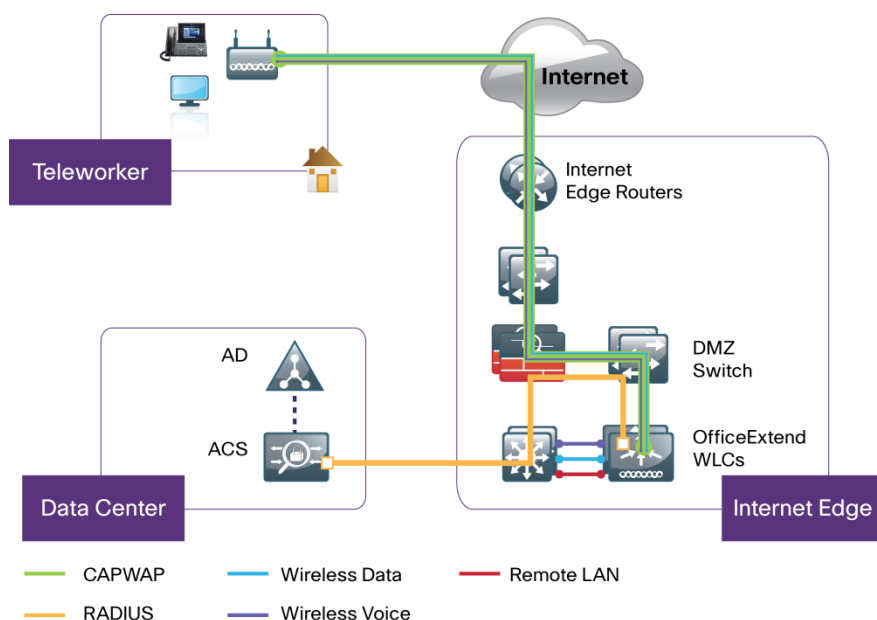 Internet
Teleworker
Internet
Edge Routers
AD
DMZ
Switch
ACS
OfficeExtend
WLCs
Data Center
Internet Edge
CAPWAP
Wireless Data
Remote LAN
RADIUS
Wireless Voice